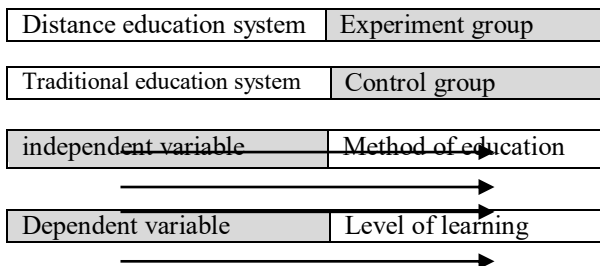 Distance education system Experiment group
Traditional education system Control group
independent variable Method of education
Dependent variable Level of learning